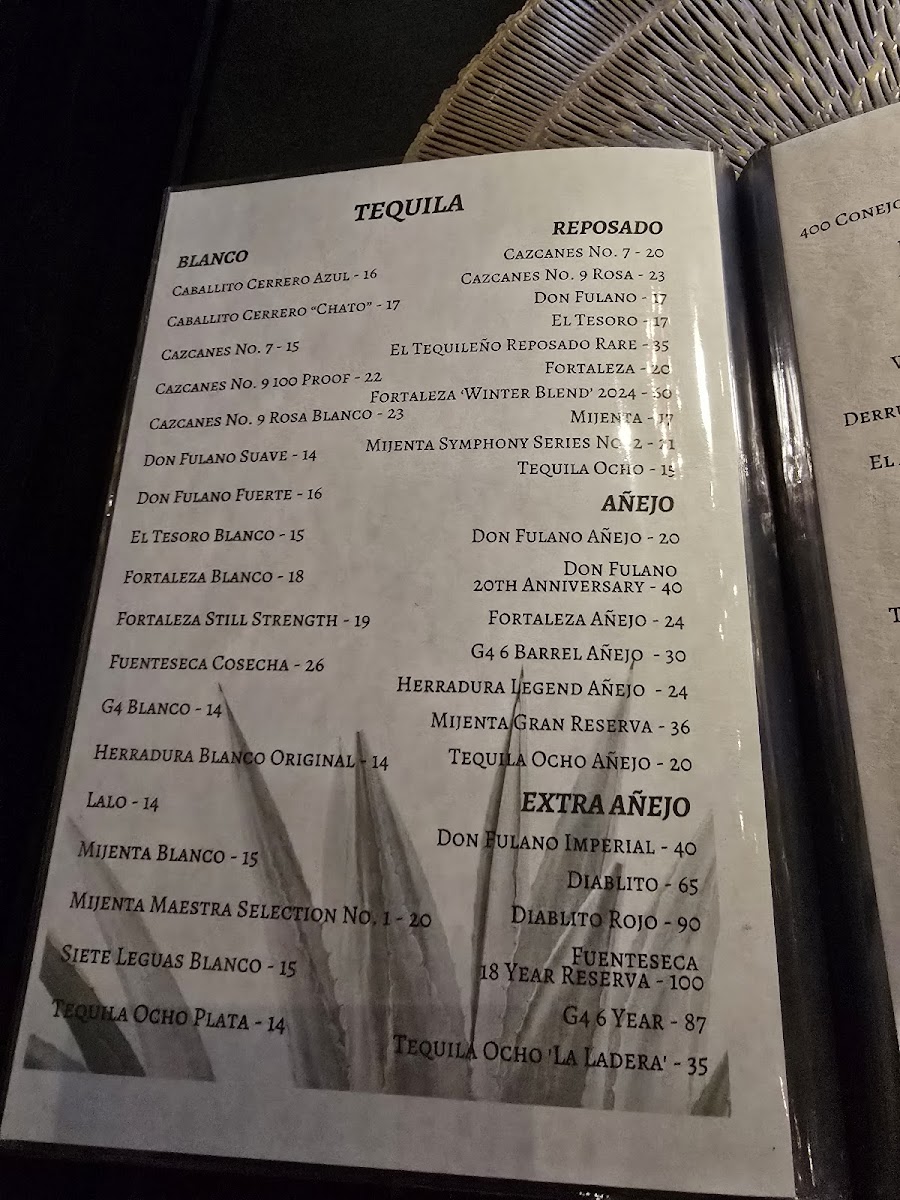 TEQUILA
BLANCO
CABALLITO CERRERO AZUL - 16
CABALLITO CERRERO "CHATO" - 17
CAZCANES NO. 7 - 15
CAZCANES NO. 9 100 PROOF - 22
CAZCANES NO. 9 ROSA BLANCO - 23
DON FULANO SUAVE - 14
DON FULANO FUERTE - 16
EL TESORO BLANCO - 15
FORTALEZA BLANCO - 18
FORTALEZA STILL STRENGTH - 19
FUENTESECA COSECHA - 26
G4 BLANCO - 14
HERRADURA BLANCO ORIGINAL - 14
LALO - 14
MIJENTA BLANCO - 15
MIJENTA MAESTRA SELECTION NO. 1 - 20
SIETE LEGUAS BLANCO - 15
TEQUILA OCHO PLATA - 14
REPOSADO
CAZCANES NO. 7 - 20
CAZCANES NO. 9 ROSA - 23
DON FULANO - 17
EL TESORO - 17
EL TEQUILEÑO REPOSADO RARE - 35
FORTALEZA - 20
FORTALEZA 'WINTER BLEND' 2024 - 60
MIJENTA - 17
MIJENTA SYMPHONY SERIES NO. 2 - 
TEQUILA OCHO - 15
AÑEJO
DON FULANO AÑEJO - 20
DON FULANO
20TH ANNIVERSARY - 40
FORTALEZA AÑEJO - 24
G4 6 BARREL AÑEJO - 30
HERRADURA LEGEND AÑEJO - 24
MIJENTA GRAN RESERVA - 36
TEQUILA OCHO AÑEJO - 20
EXTRA AÑEJO
DON FULANO IMPERIAL - 40
DIABLITO - 65
DIABLITO ROJO - 90
FUENTESECA
18 YEAR RESERVA - 100
G4 6 YEAR - 87
TEQUILA OCHO 'LA LADERA' - 35
400 CONEJO
EL